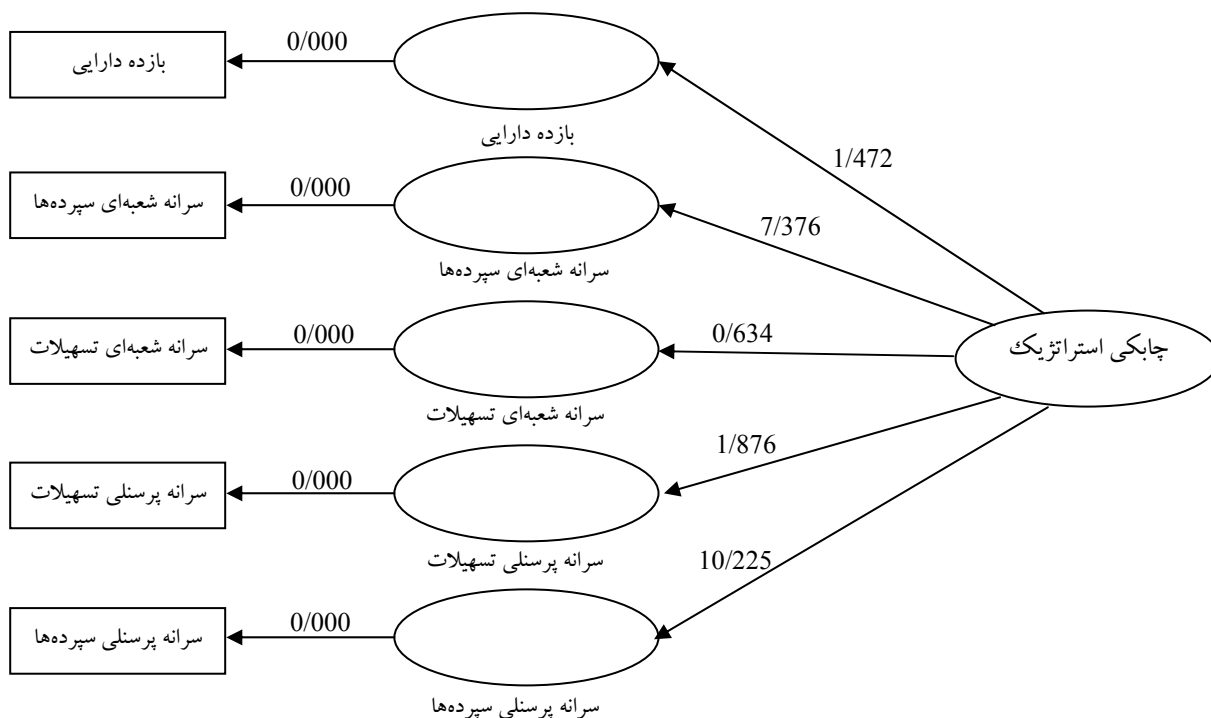 0/000
بازده دارایی
بازده دارایی
1/472
0/000
سرانه شعبه‌ای سپرده‌ها
7/376
سرانه شعبه‌ای سپرده‌ها
0/000
0/634
چابکی استراتژیک
سرانه شعبه‌ای تسهیلات
سرانه شعبه‌ای تسهیلات
1/876
0/000
سرانه پرسنلی تسهیلات
سرانه پرسنلی تسهیلات
10/225
0/000
سرانه پرسنلی سپرده‌ها
سرانه پرسنلی سپرده‌ها